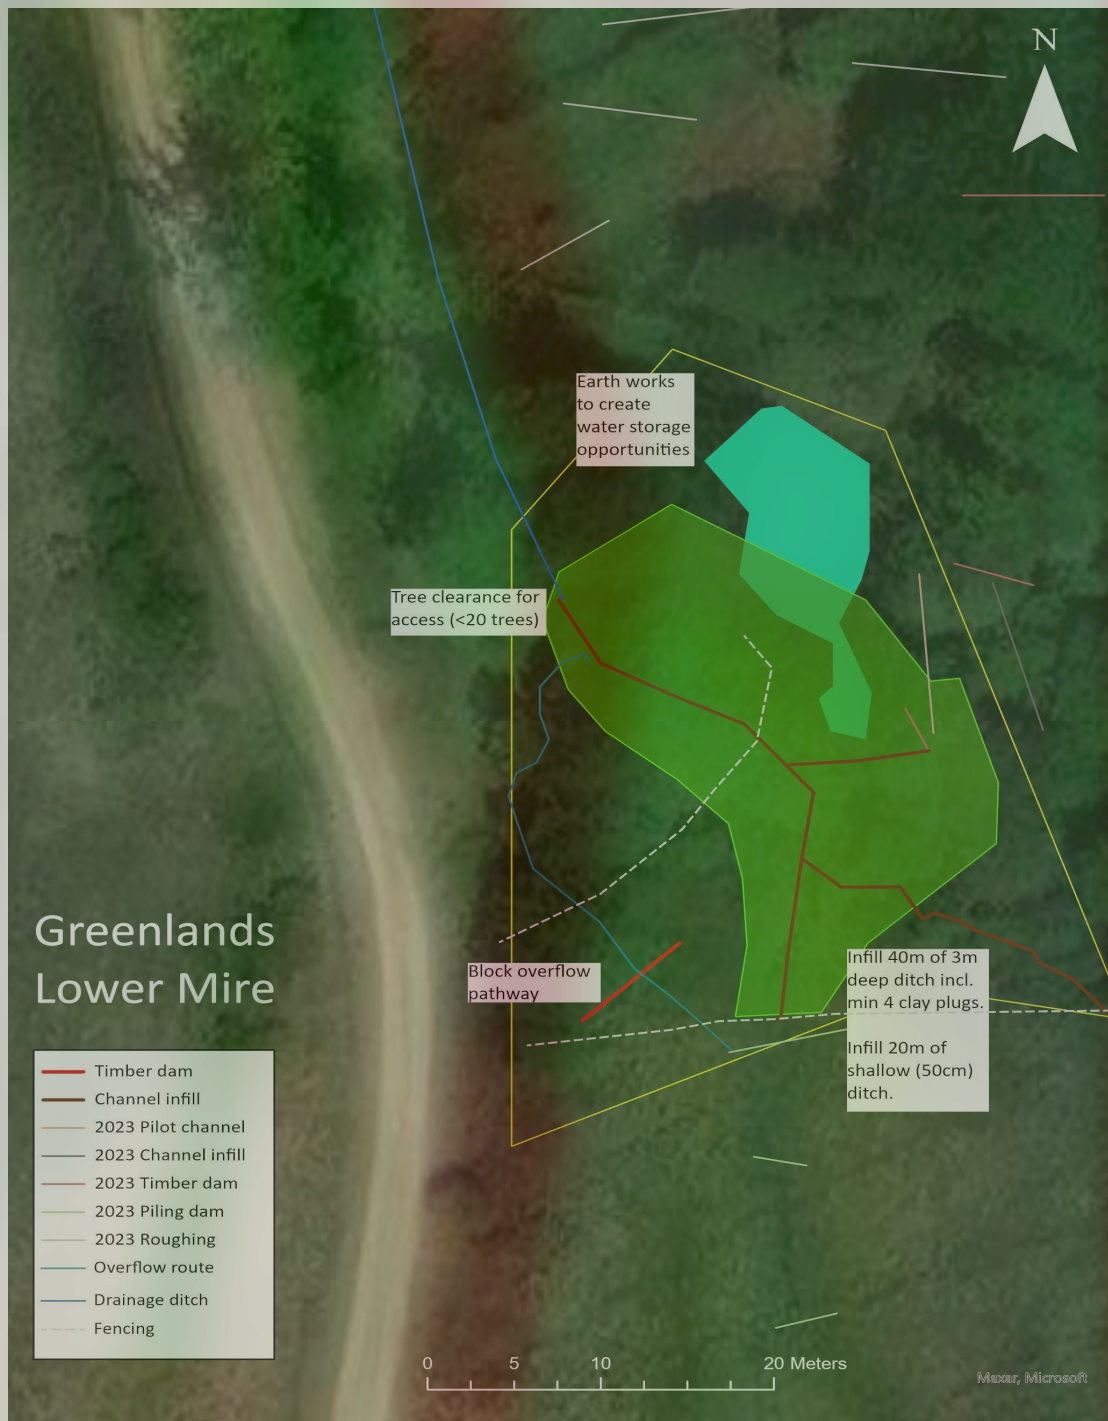 N
Earth works
to create
water storage
opportunities
Tree clearance for
access (<20 trees)
Greenlands
Lower Mire
Block overflow
pathway
Infill 40m of 3m
deep ditch incl.
min 4 clay plugs.
Infill 20m of
shallow (50cm)
ditch.
Timber dam
Channel infill
2023 Pilot channel
2023 Channel infill
2023 Timber dam
2023 Piling dam
2023 Roughing
Overflow route
Drainage ditch
Fencing
0 5 10 20 Meters
Maxar, Microsoft